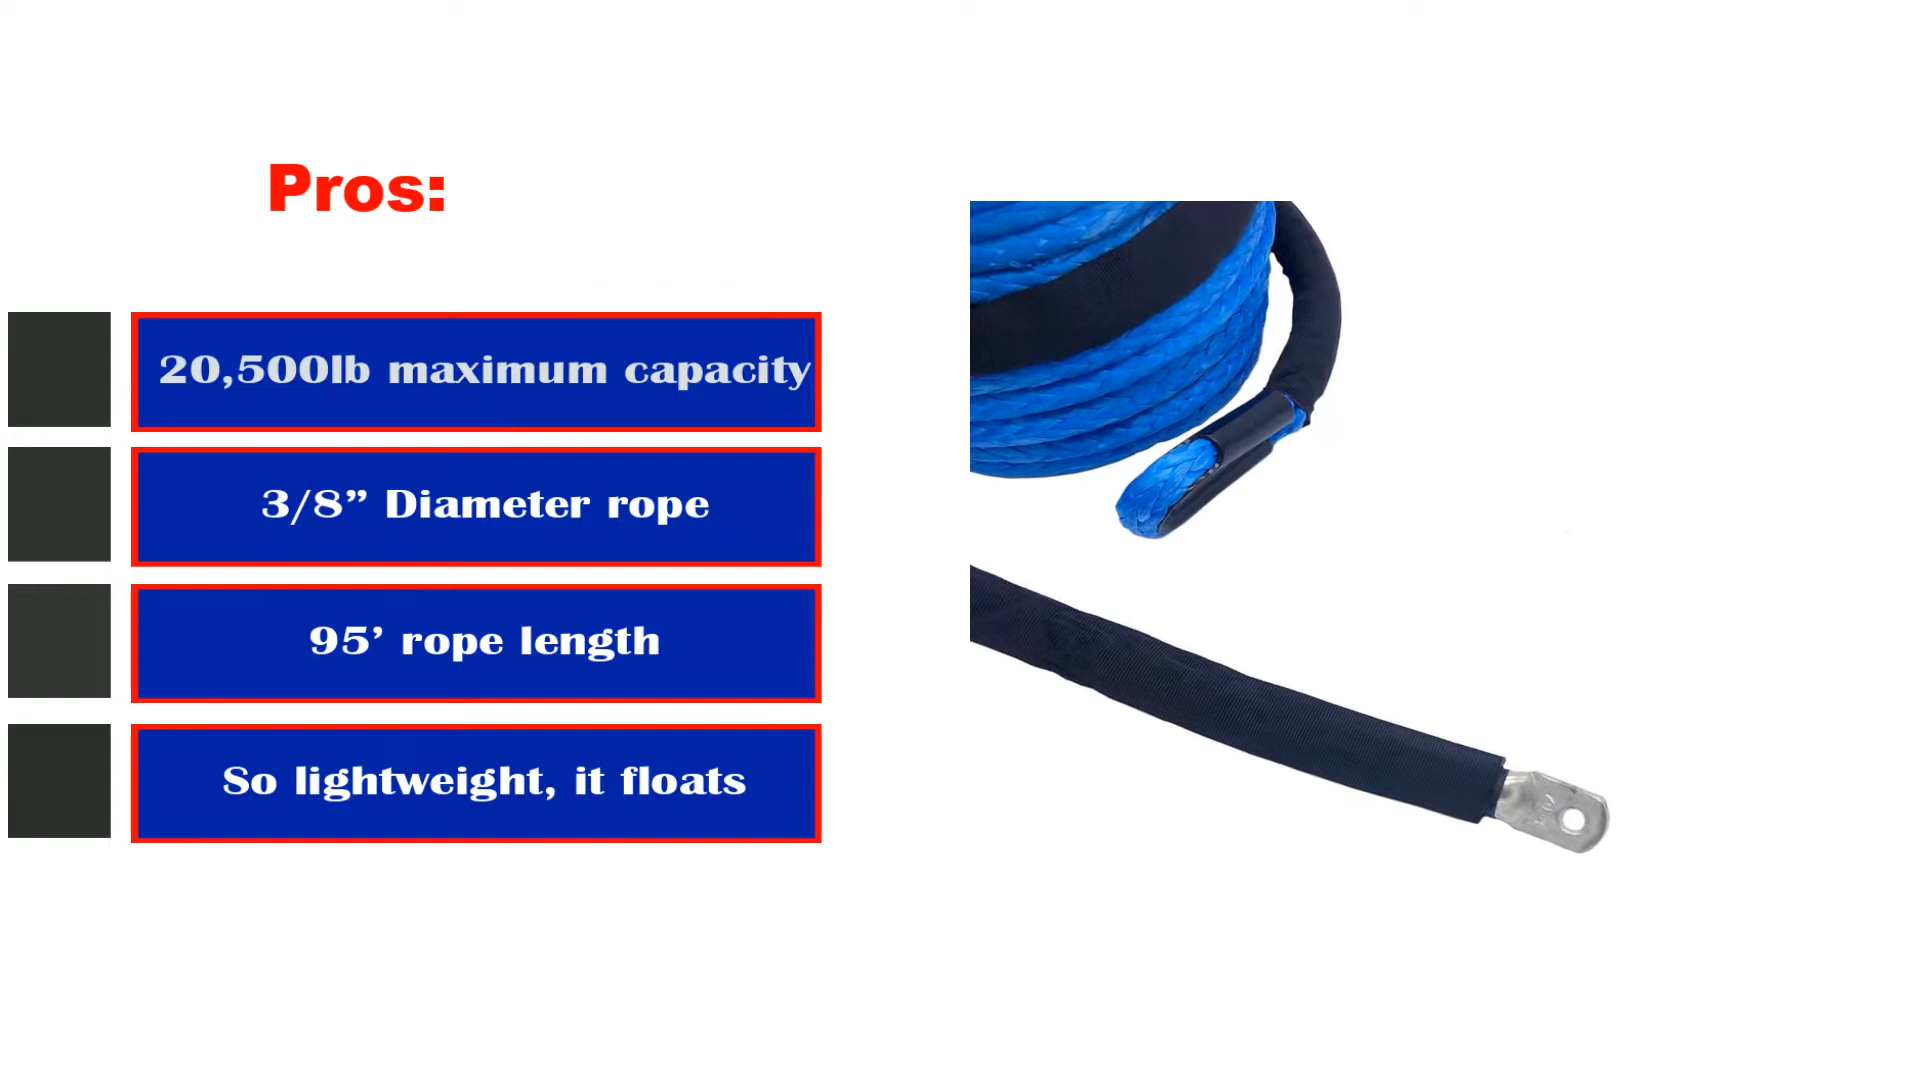 Pros:
20,500lb maximum capacity
3/8” Diameter rope
95’ rope length
So lightweight, it floats